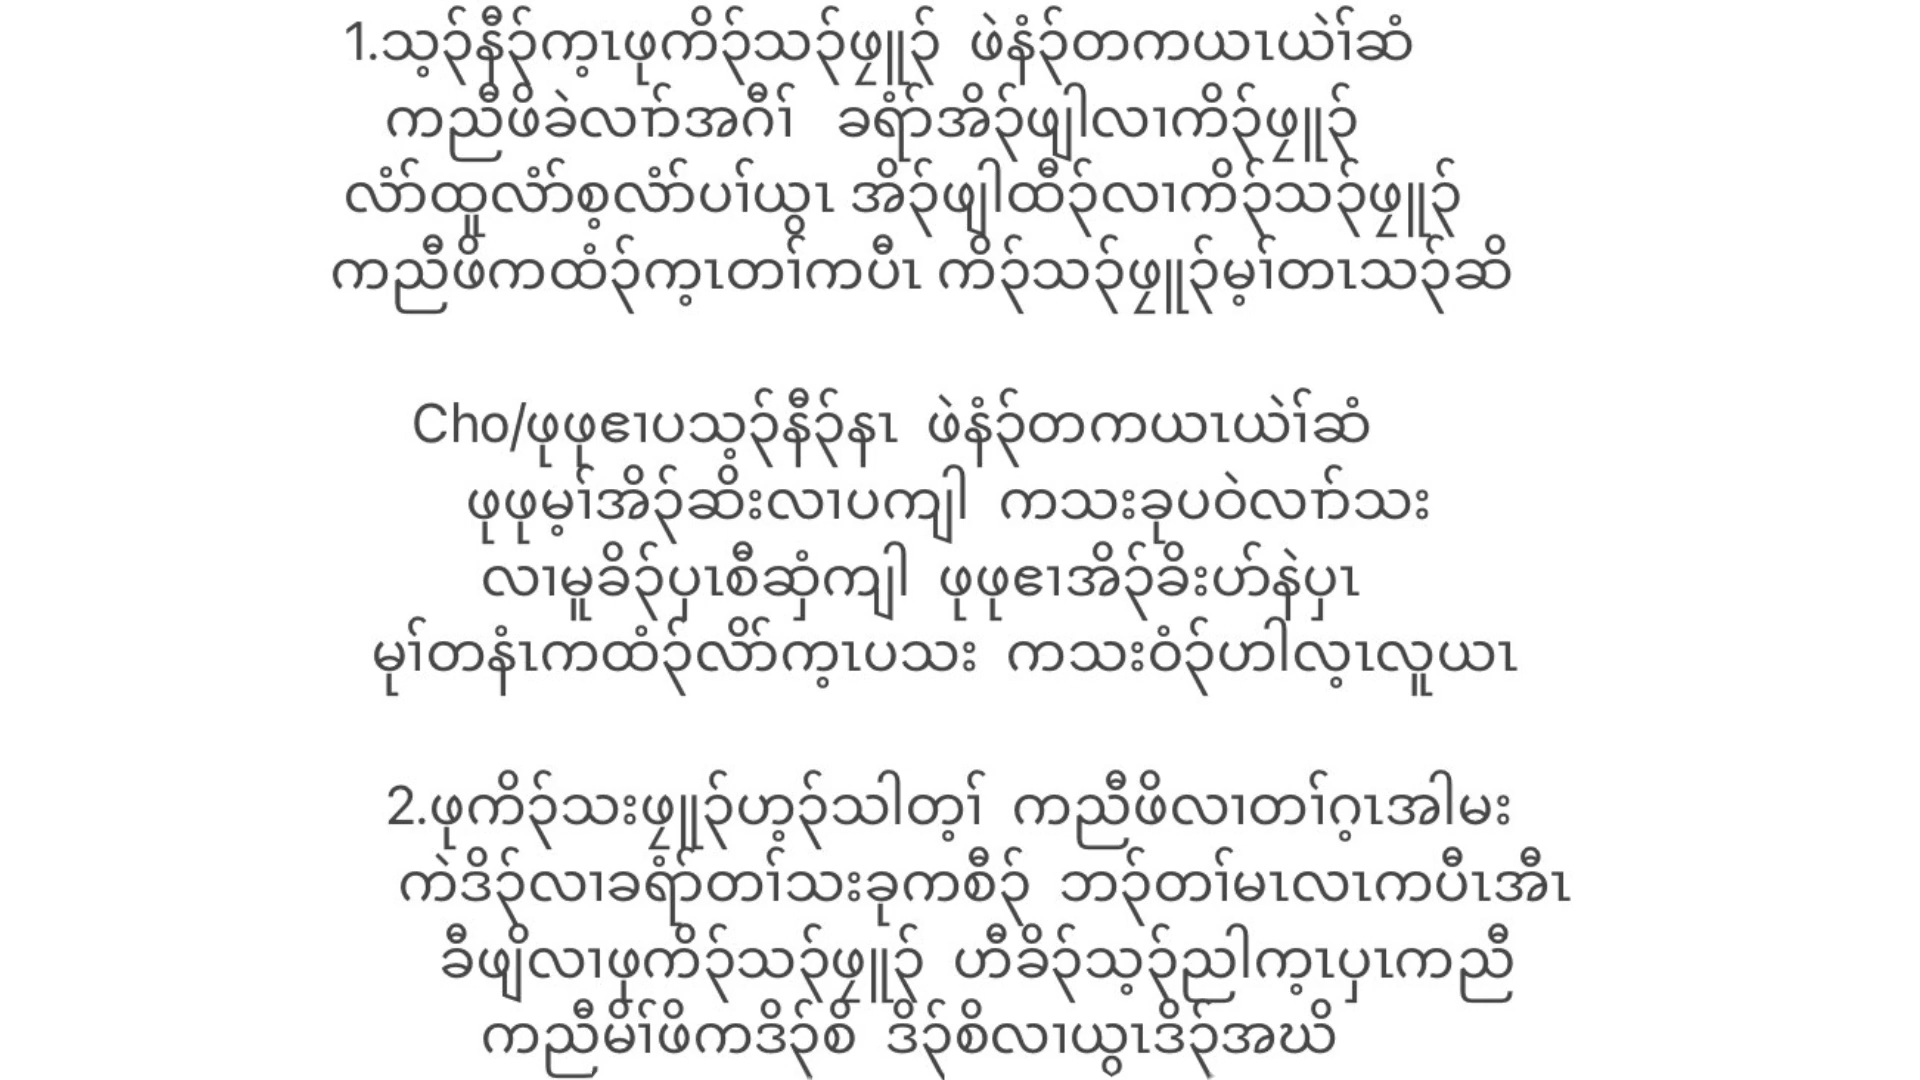 1.သ့ၣ်နီၣ်က့ၤဖုကိၣ်သၣ်ဖၠူၣ် ဖဲနံၣ်တကယၤယဲၢ်ဆံ
ကညီဖိခဲလၢာ်အဂီၢ် ခရံာ်အိၣ်ဖျါလၢကိၣ်ဖၠူၣ်
လံာ်ထူလံာ်စ့လံာ်ပၢ်ယွၤ အိၣ်ဖျါထီၣ်လၢကိၣ်သၣ်ဖၠူၣ်
ကညီဖိကထံၣ်က့ၤတၢ်ကပီၤ ကိၣ်သၣ်ဖၠူၣ်မ့ၢ်တၤသၣ်ဆိ
Cho/ဖုဖုဧၢပသ့ၣ်နီၣ်နၤ ဖဲနံၣ်တကယၤယဲၢ်ဆံ
ဖုဖုမ့ၢ်အိၣ်ဆိးလၢပကျါ ကသးခုပဝဲလၢာ်သး
လၢမူခိၣ်ပှၤစီဆှံကျါ ဖုဖုဧၢအိၣ်ခိးဟ်နဲပှၤ
မုၢ်တနံၤကထံၣ်လိာ်က့ၤပသး ကသးဝံၣ်ဟါလ့ၤလူယၤ
2.ဖုကိၣ်သးဖၠူၣ်ဟ့ၣ်သါတ့ၢ် ကညီဖိလၢတၢ်ဂ့ၤအါမး
ကဲဒိၣ်လၢခရံာ်တၢ်သးခုကစီၣ် ဘၣ်တၢ်မၤလၤကပီၤအီၤ
ခီဖျိလၢဖုကိၣ်သၣ်ဖၠူၣ် ဟီခိၣ်သ့ၣ်ညါက့ၤပှၤကညီ
ကညီမိၢ်ဖိကဒိၣ်စိ ဒိၣ်စိလၢယွၤဒိၣ်အဃိ